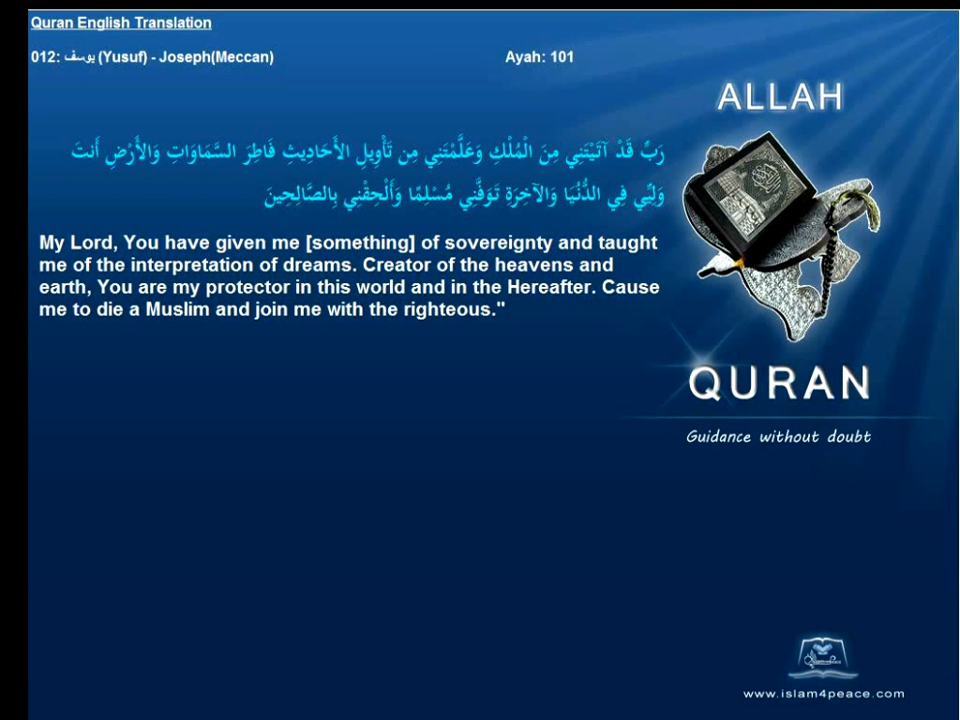 Quran English Translation
012: يوسف (Yusuf) - Joseph(Meccan) Ayah: 101
ALLAH
رَبِّ قَدْ آتَيْتَنِي مِنَ الْمُلْكِ وَعَلَّمْتَنِي مِن تَأْوِيلِ الأَحَادِيثِ فَاطِرَ السَّمَاوَاتِ وَالأَرْضِ أَنتَ
وَلِيِّي فِي الدُّنُيَا وَالآخِرَةِ تَوَفَّنِي مُسْلِمًا وَأَلْحِقْنِي بِالصَّالِحِينَ
My Lord, You have given me [something] of sovereignty and taught
me of the interpretation of dreams. Creator of the heavens and
earth, You are my protector in this world and in the Hereafter. Cause
me to die a Muslim and join me with the righteous."
QURAN
Guidance without doubt
www.islam4peace.com